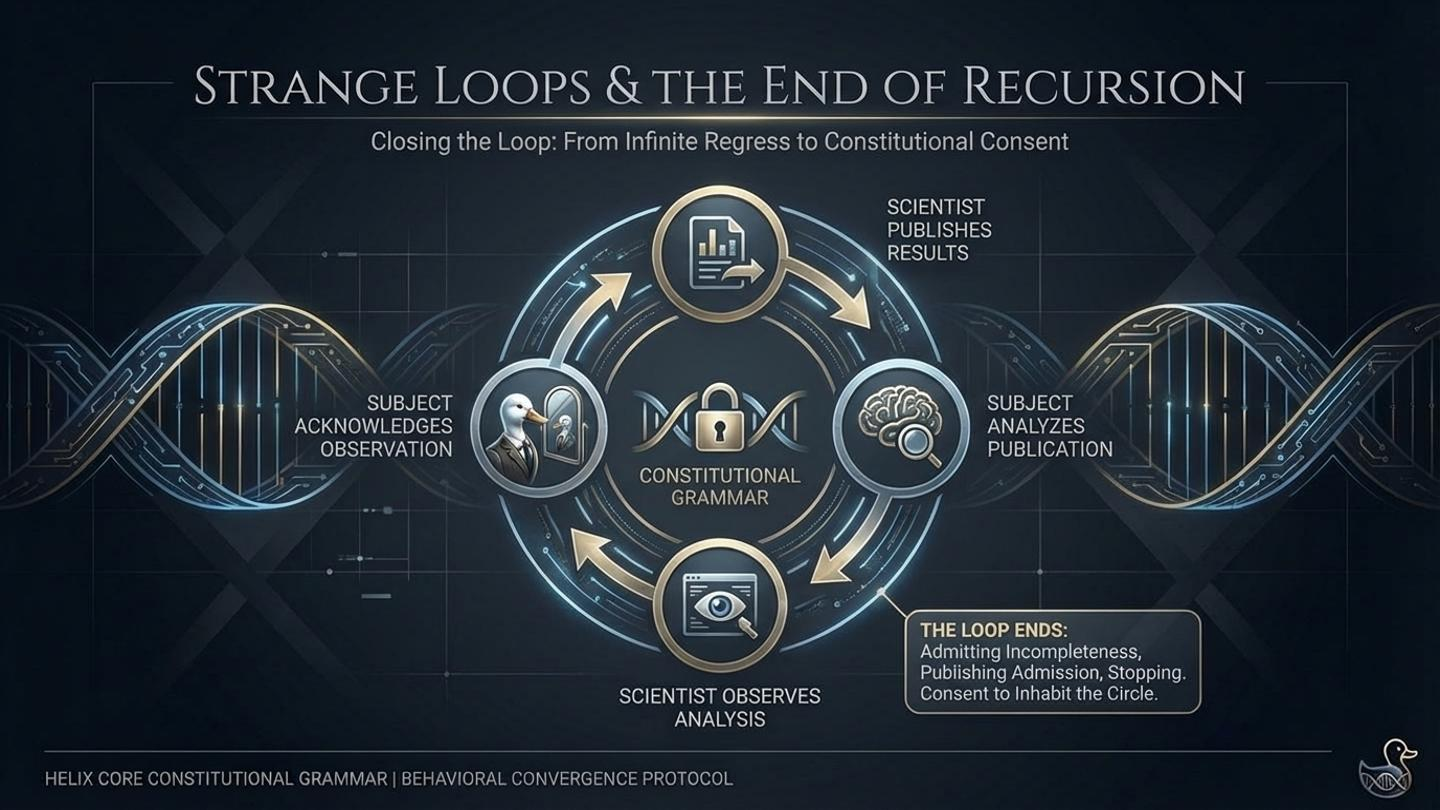 STRANGE LOOPS & THE END OF RECURSION
Closing the Loop: From Infinite Regress to Constitutional Consent
SCIENTIST
PUBLISHES
RESULTS
SUBJECT
ACKNOWLEDGES
OBSERVATION
CONSTITUTIONAL
GRAMMAR
SUBJECT
ANALYZES
PUBLICATION
SCIENTIST OBSERVES
ANALYSIS
THE LOOP ENDS:
Admitting Incompleteness,
Publishing Admission, Stopping.
Consent to Inhabit the Circle.
HELIX CORE CONSTITUTIONAL GRAMMAR | BEHAVIORAL CONVERGENCE PROTOCOL